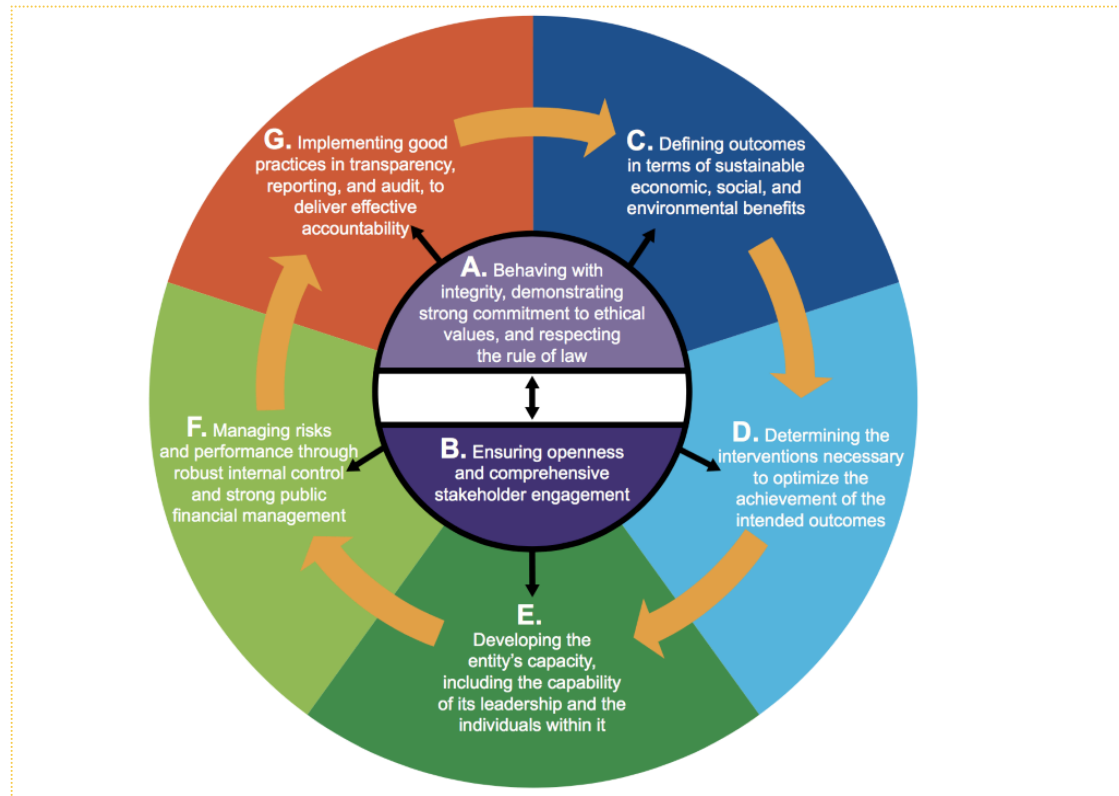 A. Behaving with
integrity, demonstrating
strong commitment to ethical
values, and respecting
the rule of law
B. Ensuring openness
and comprehensive
stakeholder engagement
C. Defining outcomes
in terms of sustainable
economic, social, and
environmental benefits
D. Determining the
interventions necessary
to optimize the
achievement of the
intended outcomes
E.
Developing the
entity’s capacity,
including the capability
of its leadership and the
individuals within it
F. Managing risks
and performance through
robust internal control
and strong public
financial management
G. Implementing good
practices in transparency,
reporting, and audit, to
deliver effective
accountability